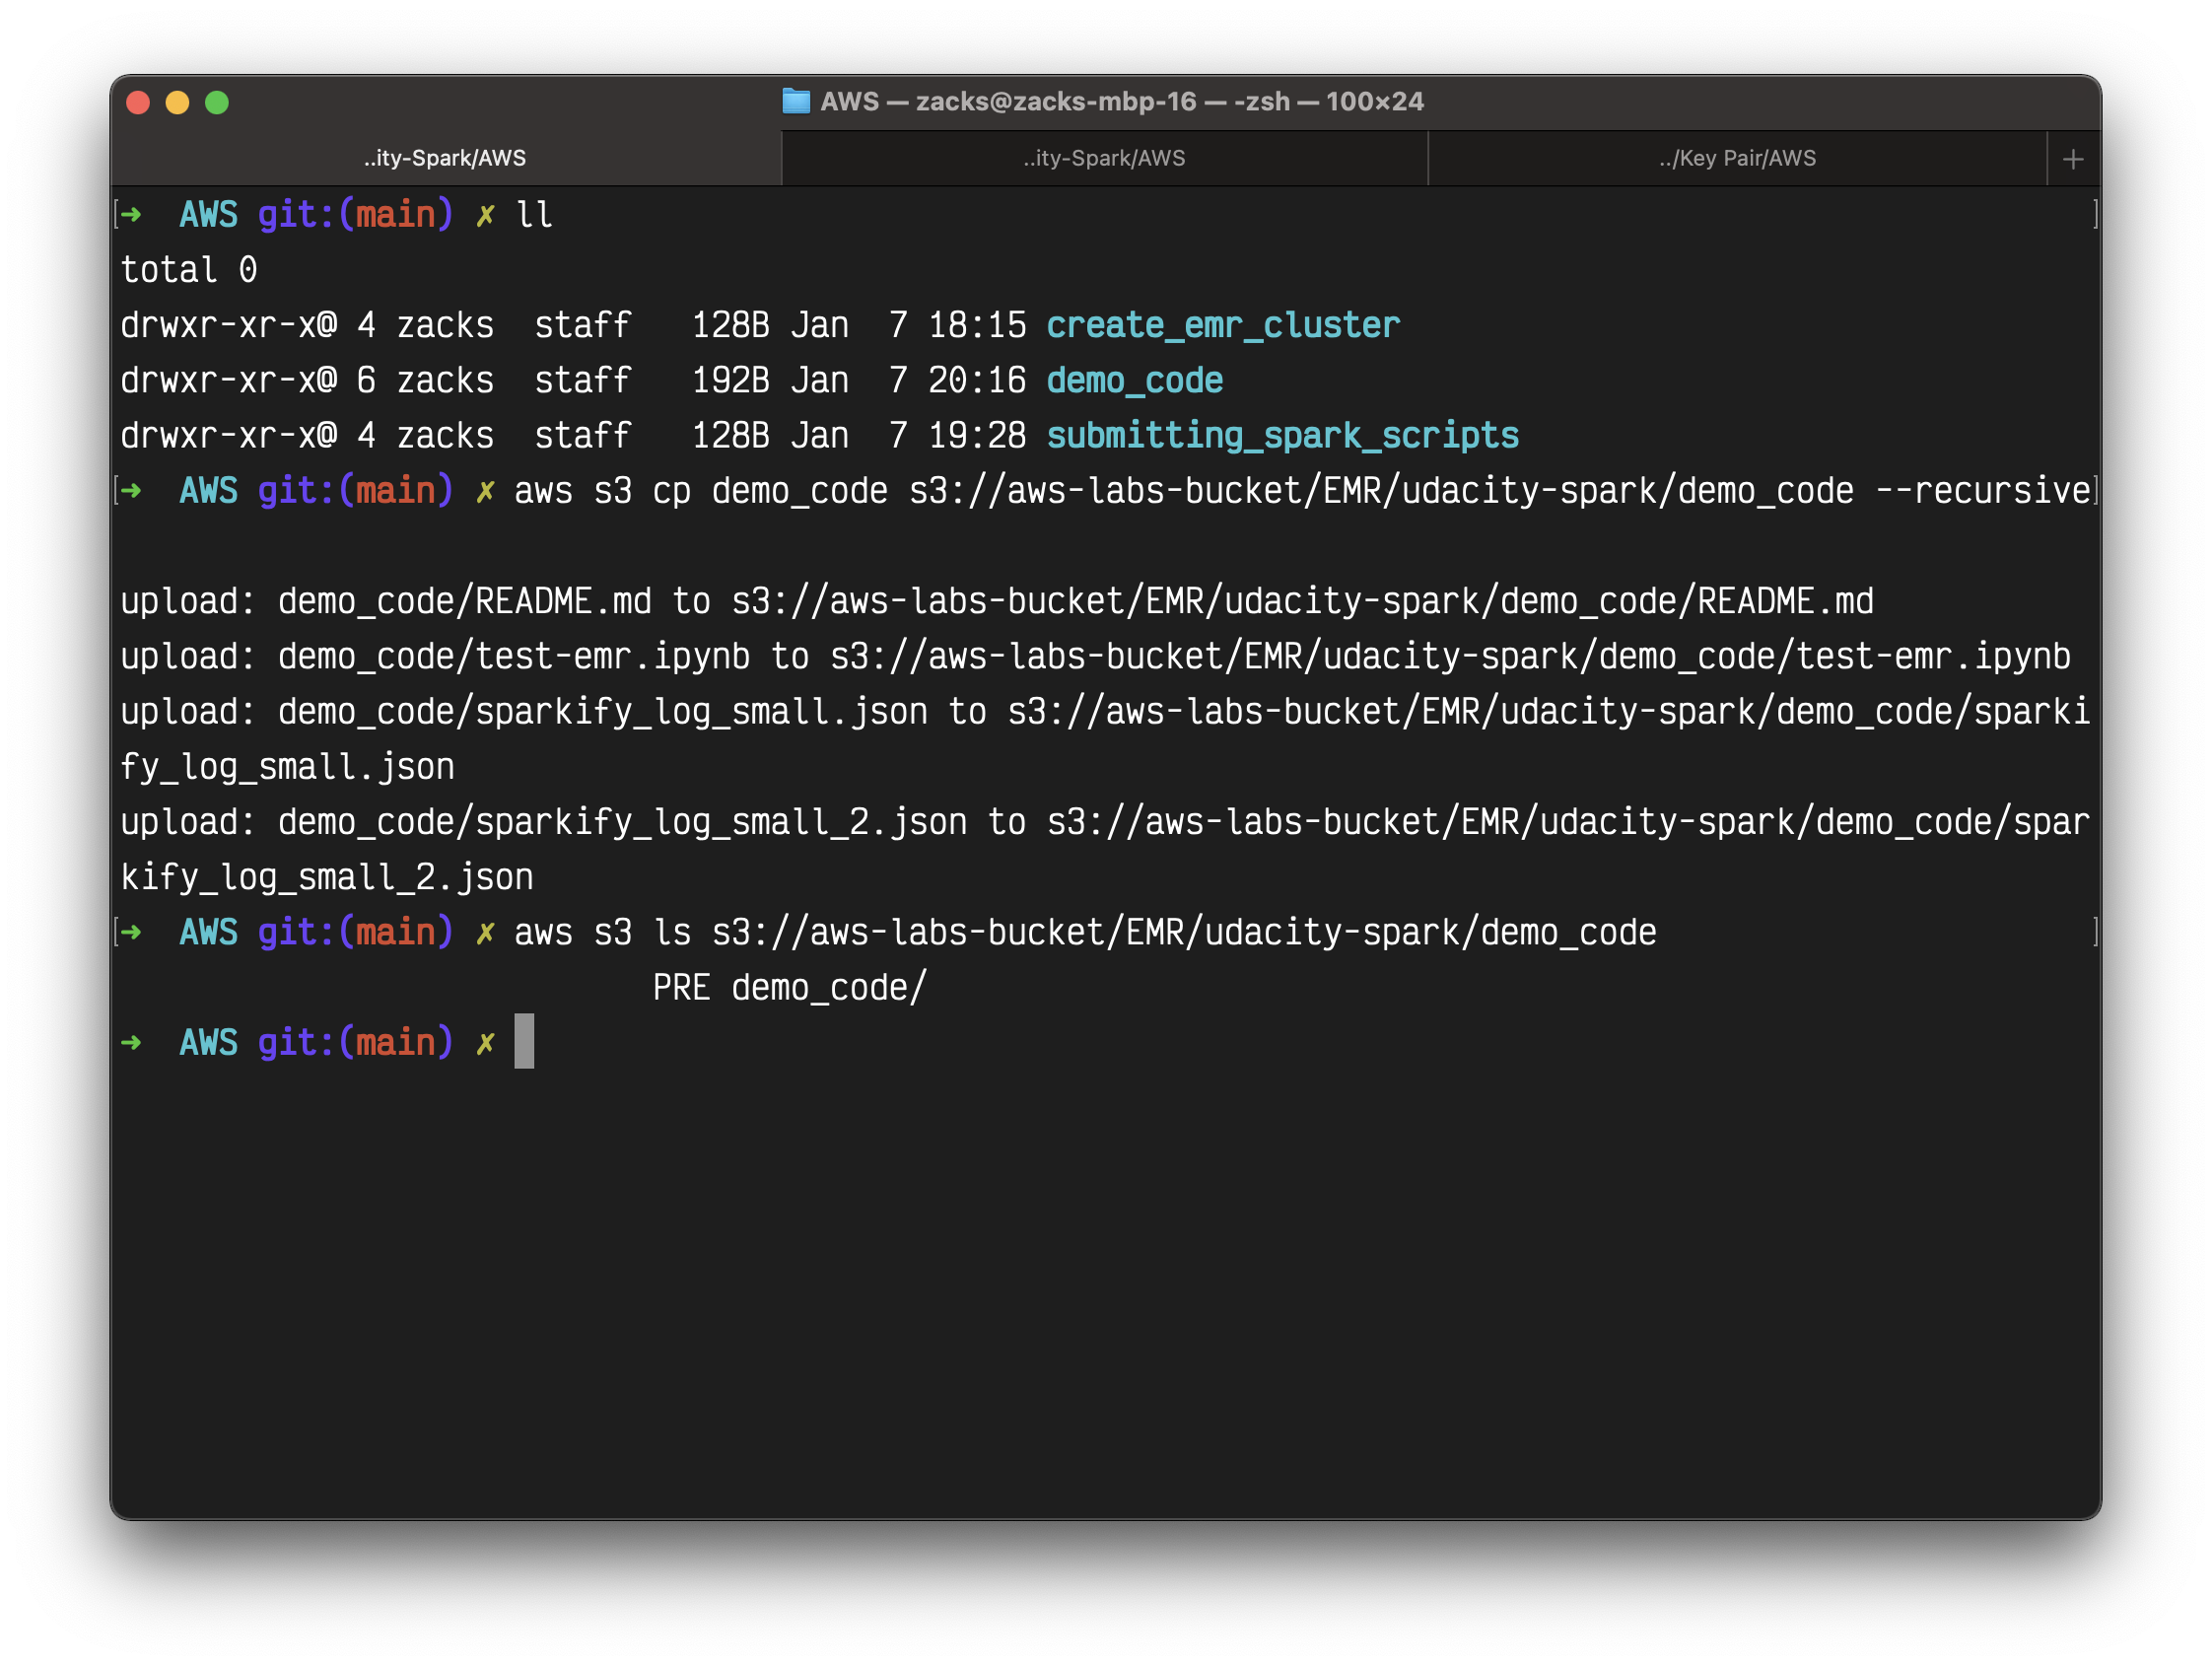 AWS — zacks@zacks-mbp-16 — -zsh — 100×24
..ity-Spark/AWS ..ity-Spark/AWS ../Key Pair/AWS +
[➜  AWS git:(main) ✗ ll ]
total 0
drwxr-xr-x@ 4 zacks  staff   128B Jan  7 18:15 create_emr_cluster
drwxr-xr-x@ 6 zacks  staff   192B Jan  7 20:16 demo_code
drwxr-xr-x@ 4 zacks  staff   128B Jan  7 19:28 submitting_spark_scripts
[➜  AWS git:(main) ✗ aws s3 cp demo_code s3://aws-labs-bucket/EMR/udacity-spark/demo_code --recursive]
upload: demo_code/README.md to s3://aws-labs-bucket/EMR/udacity-spark/demo_code/README.md
upload: demo_code/test-emr.ipynb to s3://aws-labs-bucket/EMR/udacity-spark/demo_code/test-emr.ipynb
upload: demo_code/sparkify_log_small.json to s3://aws-labs-bucket/EMR/udacity-spark/demo_code/sparki
fy_log_small.json
upload: demo_code/sparkify_log_small_2.json to s3://aws-labs-bucket/EMR/udacity-spark/demo_code/spar
kify_log_small_2.json
[➜  AWS git:(main) ✗ aws s3 ls s3://aws-labs-bucket/EMR/udacity-spark/demo_code ]
PRE demo_code/
➜  AWS git:(main) ✗